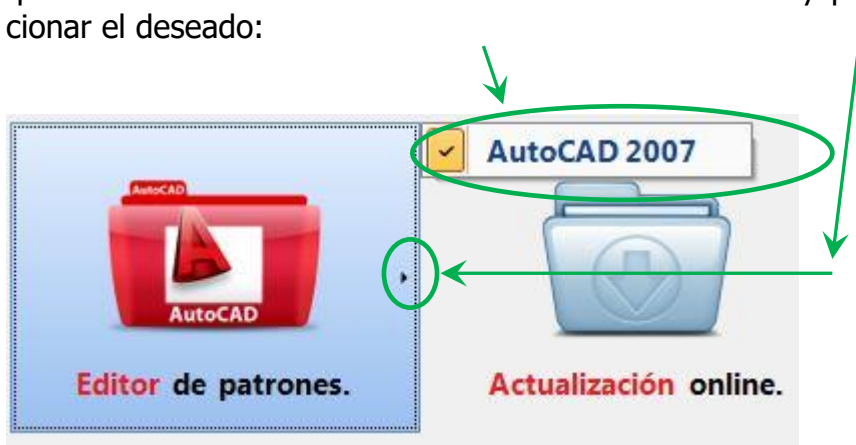 cionar el deseado:
AutoCAD 2007
AutoCAD
AutoCAD
Editor de patrones.
Actualización online.